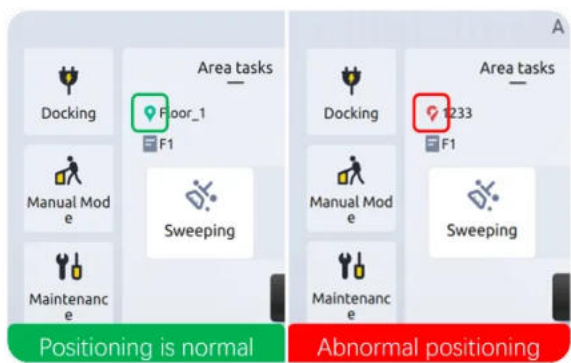 Area tasks
Docking
Floor_1
F1
Manual Mod
e
Sweeping
Maintenanc
e
Positioning is normal
A
Area tasks
Docking
1233
F1
Manual Mod
e
Sweeping
Maintenanc
e
Abnormal positioning